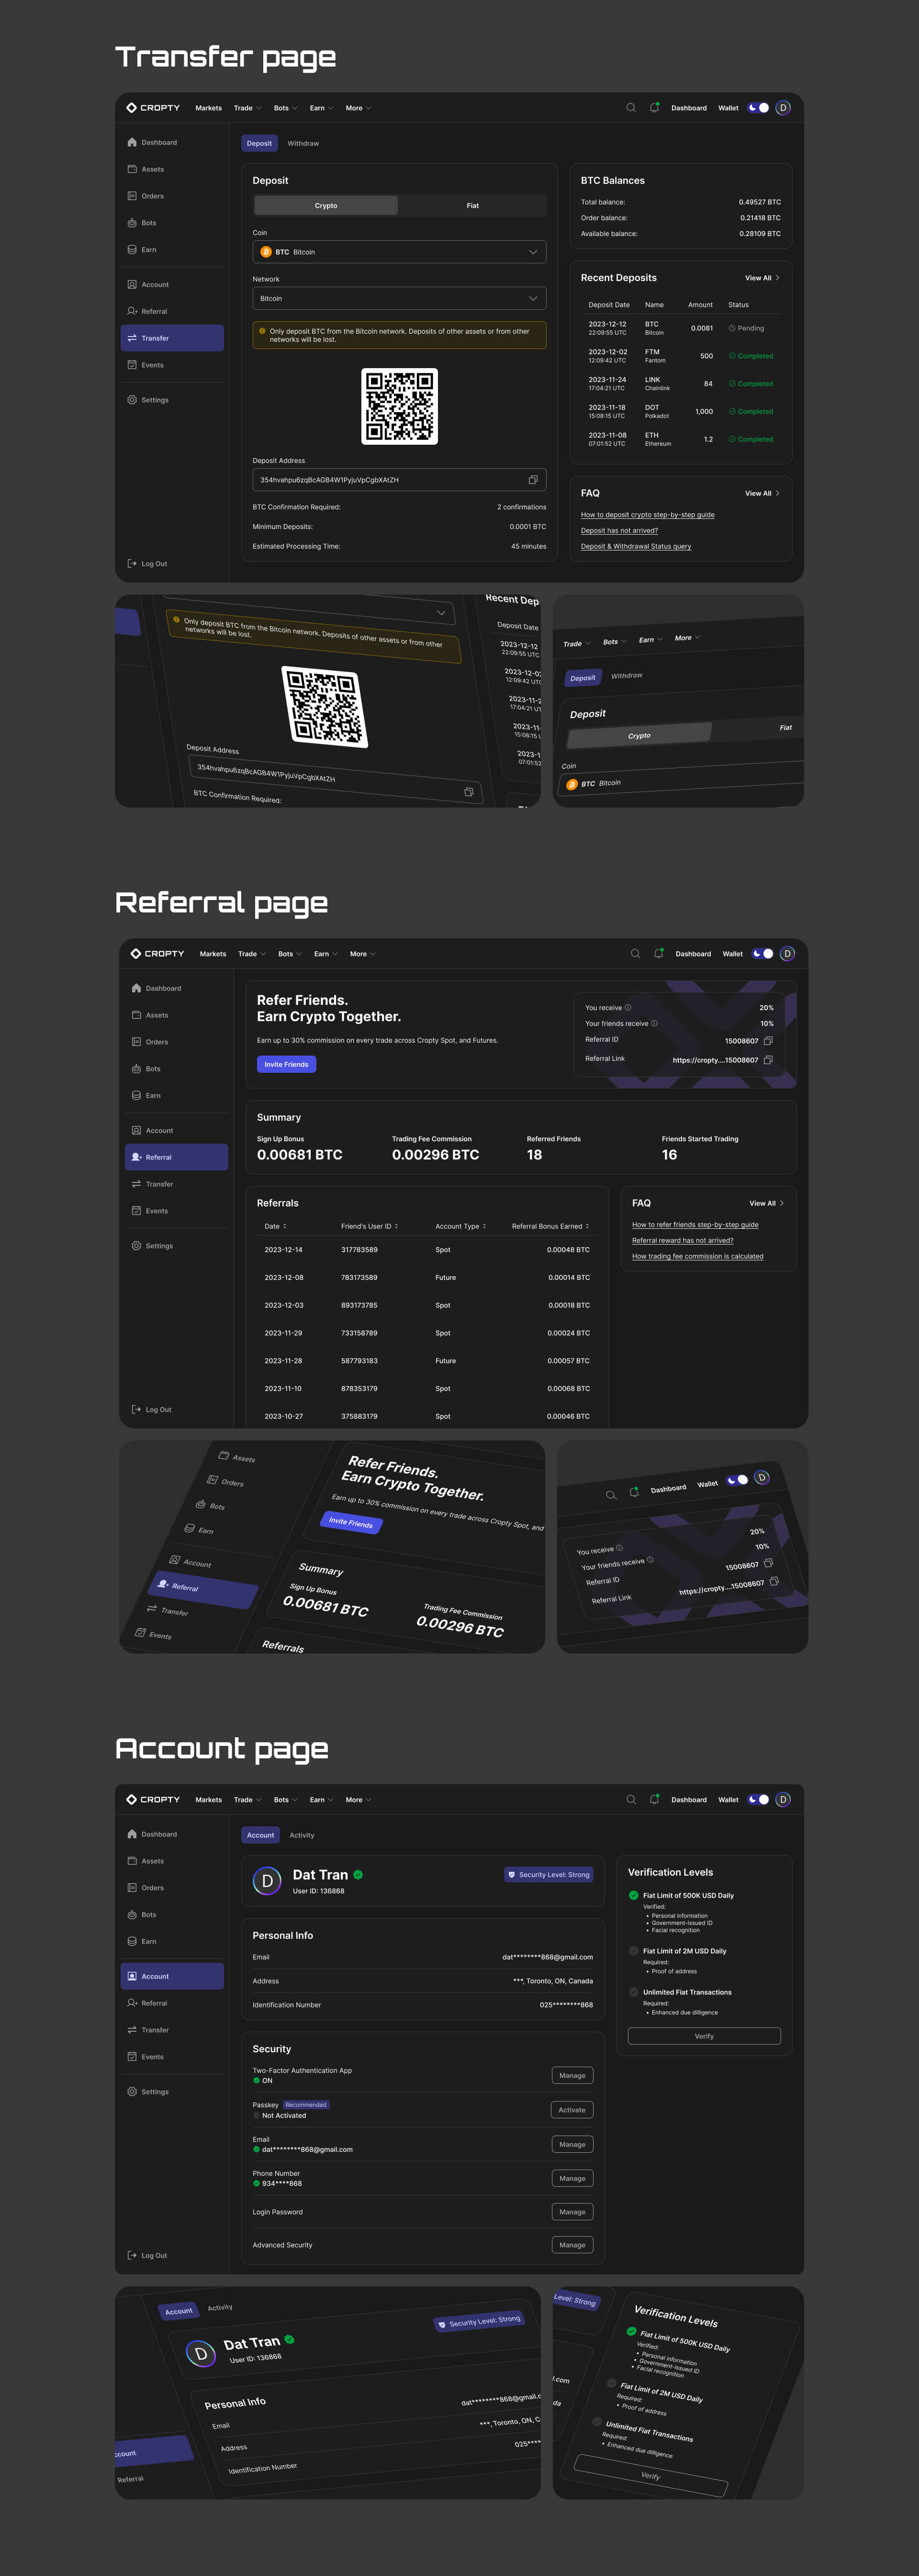 Transfer page
CROPTY Markets Trade Bots Earn More Dashboard Wallet D
Dashboard
Assets
Orders
Bots
Earn
Account
Referral
Transfer
Events
Settings
Log Out
Deposit Withdraw
Deposit
Crypto Fiat
Coin
BTC Bitcoin
Network
Bitcoin
Only deposit BTC from the Bitcoin network. Deposits of other assets or from other
networks will be lost.
Deposit Address
354hvahpu6zqBcAGB4W1PyjuVpCgbXAtZH
BTC Confirmation Required: 2 confirmations
Minimum Deposits: 0.0001 BTC
Estimated Processing Time: 45 minutes
BTC Balances
Total balance: 0.49527 BTC
Order balance: 0.21418 BTC
Available balance: 0.28109 BTC
Recent Deposits View All
Deposit Date Name Amount Status
2023-12-12 BTC 0.0081 Pending
22:09:55 UTC Bitcoin
2023-12-02 FTM 500 Completed
12:09:42 UTC Fantom
2023-11-24 LINK 84 Completed
17:04:21 UTC Chainlink
2023-11-18 DOT 1,000 Completed
15:08:15 UTC Polkadot
2023-11-08 ETH 1.2 Completed
07:01:52 UTC Ethereum
FAQ View All
How to deposit crypto step-by-step guide
Deposit has not arrived?
Deposit & Withdrawal Status query
Only deposit BTC from the Bitcoin network. Deposits of other assets or from other
networks will be lost.
Deposit Address
354hvahpu6zqBcAGB4W1PyjuVpCgbXAtZH
BTC Confirmation Required:
Recent Dep
Deposit Date
2023-12-12
22:09:55 UTC
2023-12-0
12:09:42 UTC
2023-11-2
17:04:21 U
2023-11-
15:08:15 U
2023-1
07:01:52
Trade Bots Earn More
Deposit Withdraw
Deposit
Crypto Fiat
Coin
BTC Bitcoin
Referral page
CROPTY Markets Trade Bots Earn More Dashboard Wallet D
Dashboard
Assets
Orders
Bots
Earn
Account
Referral
Transfer
Events
Settings
Log Out
Refer Friends.
Earn Crypto Together.
Earn up to 30% commission on every trade across Cropty Spot, and Futures.
Invite Friends
You receive 20%
Your friends receive 10%
Referral ID 15008607
Referral Link https://cropty....15008607
Summary
Sign Up Bonus Trading Fee Commission Referred Friends Friends Started Trading
0.00681 BTC 0.00296 BTC 18 16
Referrals
Date Friend's User ID Account Type Referral Bonus Earned
2023-12-14 317783589 Spot 0.00048 BTC
2023-12-08 783173589 Future 0.00014 BTC
2023-12-03 893173785 Spot 0.00018 BTC
2023-11-29 733158789 Spot 0.00024 BTC
2023-11-28 587793183 Future 0.00057 BTC
2023-11-10 878353179 Spot 0.00068 BTC
2023-10-27 375883179 Spot 0.00046 BTC
FAQ View All
How to refer friends step-by-step guide
Referral reward has not arrived?
How trading fee commission is calculated
Assets
Orders
Bots
Earn
Account
Referral
Transfer
Events
Refer Friends.
Earn Crypto Together.
Earn up to 30% commission on every trade across Cropty Spot, and
Invite Friends
Summary
Sign Up Bonus Trading Fee Commission
0.00681 BTC 0.00296 BTC
Referrals
Dashboard Wallet D
You receive 20%
Your friends receive 10%
Referral ID 15008607
Referral Link https://cropty....15008607
Account page
CROPTY Markets Trade Bots Earn More Dashboard Wallet D
Dashboard
Assets
Orders
Bots
Earn
Account
Referral
Transfer
Events
Settings
Log Out
Account Activity
D Dat Tran Security Level: Strong
User ID: 136868
Personal Info
Email dat********868@gmail.com
Address ***, Toronto, ON, Canada
Identification Number 025********868
Security
Two-Factor Authentication App
ON Manage
Passkey Recommended
Not Activated Activate
Email
dat********868@gmail.com Manage
Phone Number
934****868 Manage
Login Password Manage
Advanced Security Manage
Verification Levels
Fiat Limit of 500K USD Daily
Verified:
• Personal information
• Government-issued ID
• Facial recognition
Fiat Limit of 2M USD Daily
Required:
• Proof of address
Unlimited Fiat Transactions
Required:
• Enhanced due dilligence
Verify
Account Activity
D Dat Tran Security Level: Strong
User ID: 136868
Personal Info
Email dat********868@gmail.c
Address ***, Toronto, ON, C
Identification Number 025****
ccount
Referral
Level: Strong
l.com
da
Verification Levels
Fiat Limit of 500K USD Daily
Verified:
• Personal information
• Government-issued ID
• Facial recognition
Fiat Limit of 2M USD Daily
Required:
• Proof of address
Unlimited Fiat Transactions
Required:
• Enhanced due dilligence
Verify